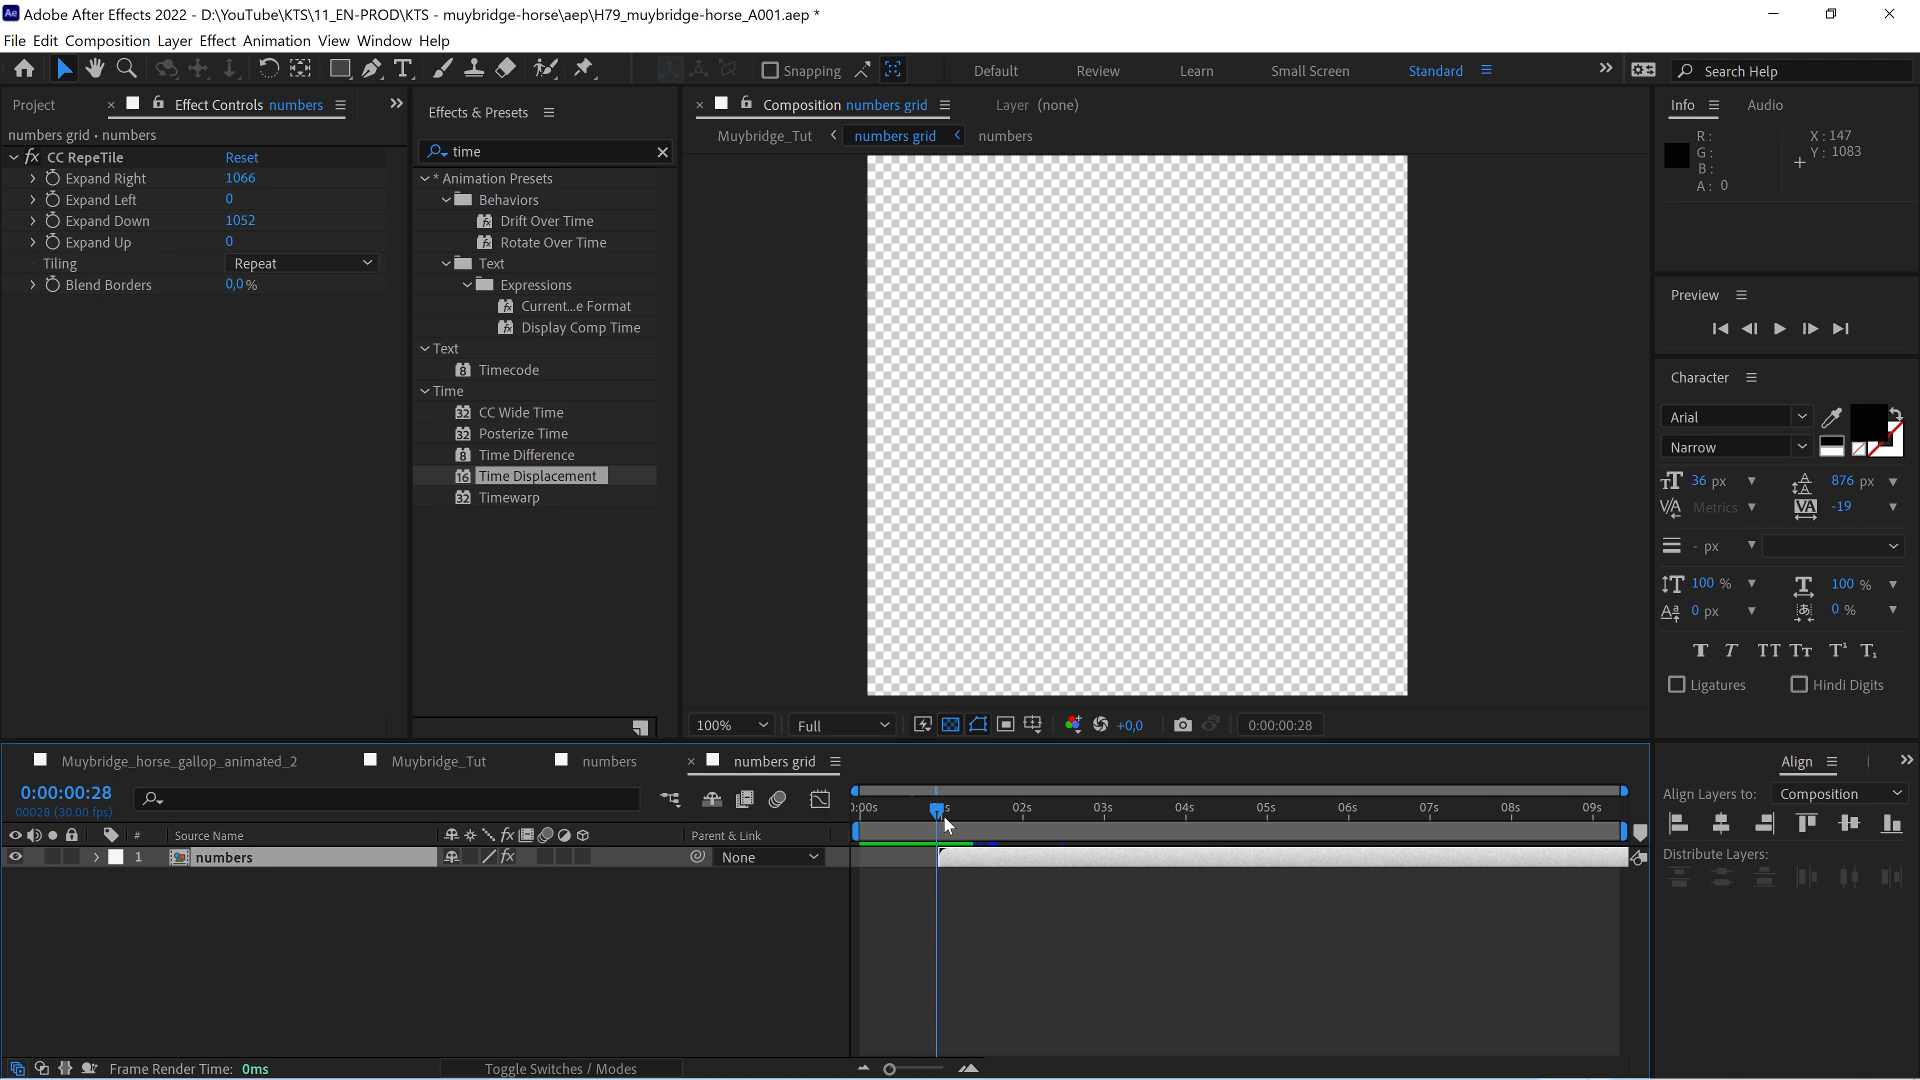 Adobe After Effects 2022 - D:\YouTube\KTS\11_EN-PROD\KTS - muybridge-horse\aep\H79_muybridge-horse_A001.aep *
File Edit Composition Layer Effect Animation View Window Help
Snapping
Default Review Learn Small Screen Standard
Search Help
Project Effect Controls numbers
numbers grid • numbers
fx CC RepeTile Reset
Expand Right 1066
Expand Left 0
Expand Down 1052
Expand Up 0
Tiling Repeat
Blend Borders 0,0 %
Effects & Presets
time
* Animation Presets
Behaviors
Drift Over Time
Rotate Over Time
Text
Expressions
Current...e Format
Display Comp Time
Text
Timecode
Time
CC Wide Time
Posterize Time
Time Difference
Time Displacement
Timewarp
Composition numbers grid Layer (none)
Muybridge_Tut numbers grid numbers
100% Full +0,0 0:00:00:28
Info Audio
R: X: 147
G: Y: 1083
B:
A: 0
Preview
Character
Arial
Narrow
36 px 876 px
Metrics -19
- px
100 % 100 %
0 px 0 %
Ligatures Hindi Digits
Muybridge_horse_gallop_animated_2 Muybridge_Tut numbers numbers grid
0:00:00:28
00028 (30.00 fps)
# Source Name Parent & Link
1 numbers None
02s 03s 04s 05s 06s 07s 08s 09s
Frame Render Time: 0ms Toggle Switches / Modes
Align
Align Layers to: Composition
Distribute Layers: